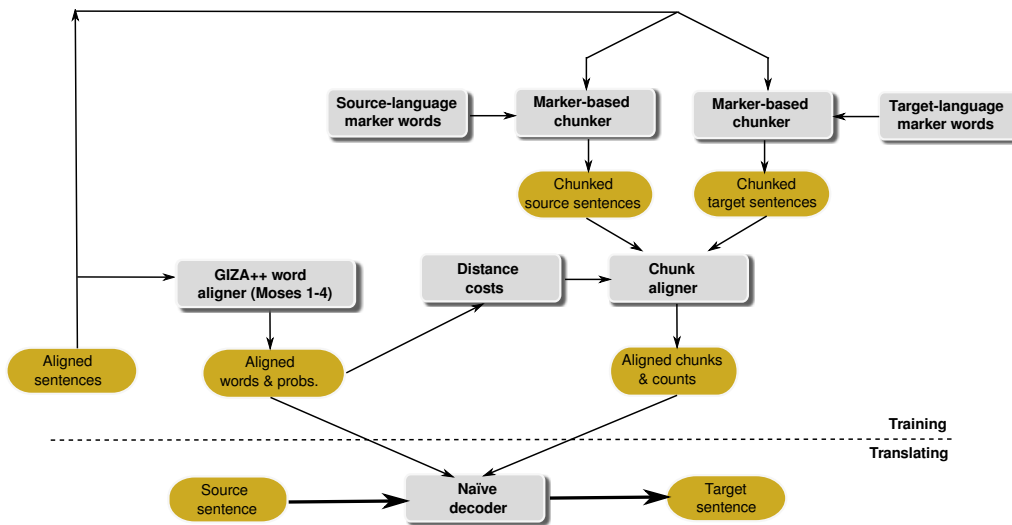 Source-language
marker words
Marker-based
chunker
Marker-based
chunker
Target-language
marker words
Chunked
source sentences
Chunked
target sentences
GIZA++ word
aligner (Moses 1-4)
Distance
costs
Chunk
aligner
Aligned
sentences
Aligned
words & probs.
Aligned chunks
& counts
Training
Translating
Source
sentence
Naïve
decoder
Target
sentence